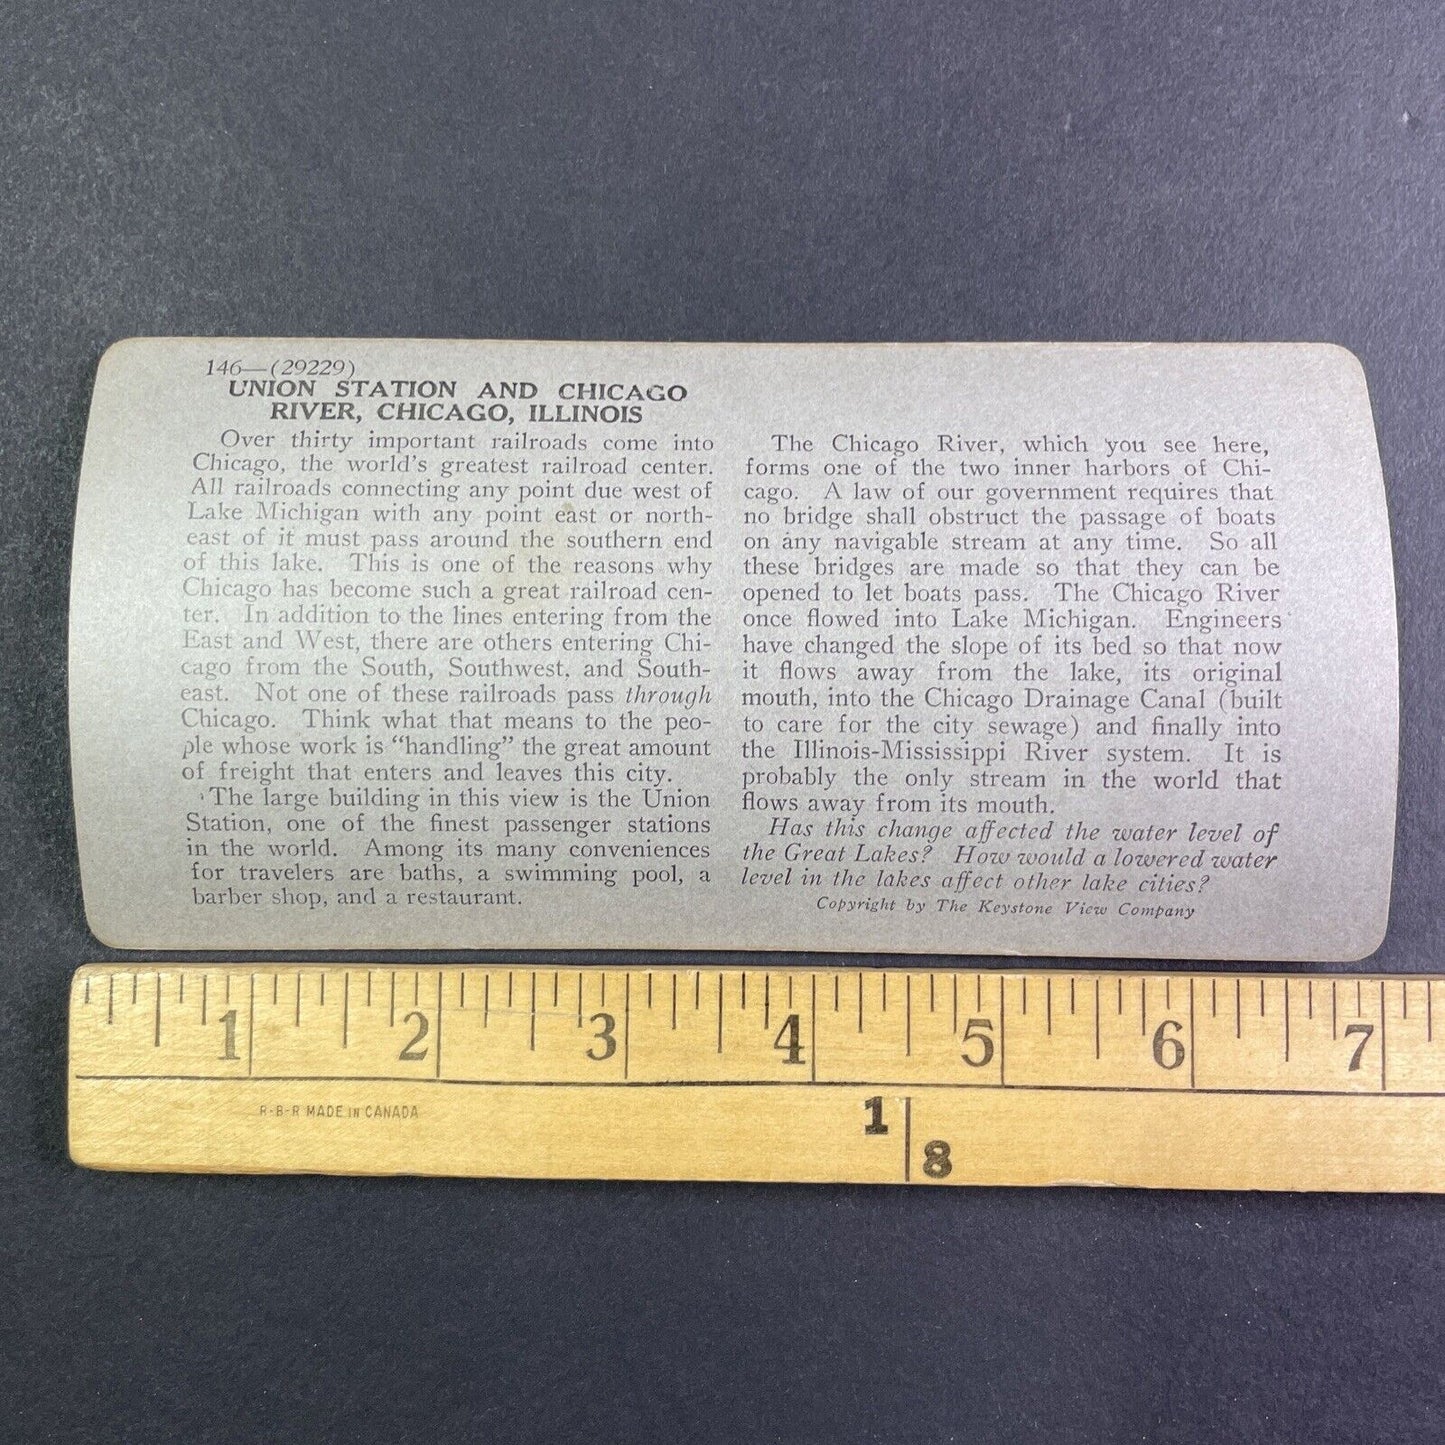 146—(29229)
UNION STATION AND CHICAGO
RIVER, CHICAGO, ILLINOIS
Over thirty important railroads come into
Chicago, the world's greatest railroad center.
All railroads connecting any point due west of
Lake Michigan with any point east or north-
east of it must pass around the southern end
of this lake. This is one of the reasons why
Chicago has become such a great railroad cen-
ter. In addition to the lines entering from the
East and West, there are others entering Chi-
cago from the South, Southwest, and South-
east. Not one of these railroads pass through
Chicago. Think what that means to the peo-
ple whose work is "handling" the great amount
of freight that enters and leaves this city.
The large building in this view is the Union
Station, one of the finest passenger stations
in the world. Among its many conveniences
for travelers are baths, a swimming pool, a
barber shop, and a restaurant.
The Chicago River, which you see here,
forms one of the two inner harbors of Chi-
cago. A law of our government requires that
no bridge shall obstruct the passage of boats
on any navigable stream at any time. So all
these bridges are made so that they can be
opened to let boats pass. The Chicago River
once flowed into Lake Michigan. Engineers
have changed the slope of its bed so that now
it flows away from the lake, its original
mouth, into the Chicago Drainage Canal (built
to care for the city sewage) and finally into
the Illinois-Mississippi River system. It is
probably the only stream in the world that
flows away from its mouth.
Has this change affected the water level of
the Great Lakes? How would a lowered water
level in the lakes affect other lake cities?
Copyright by The Keystone View Company
1 2 3 4 5 6 7
R-B-R MADE IN CANADA
1
8